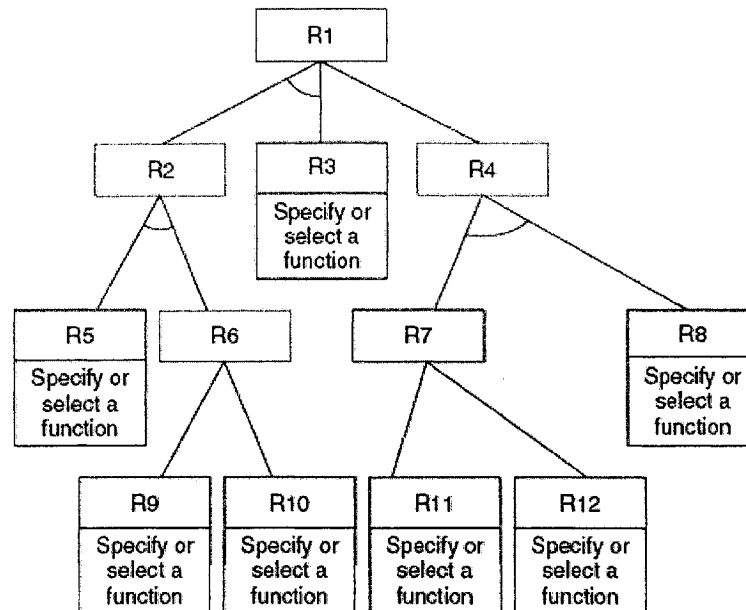 R1
R2
R3
R4
Specify or
select a
function
R5
R6
R7
R8
Specify or
select a
function
Specify or
select a
function
R9
R10
R11
R12
Specify or
select a
function
Specify or
select a
function
Specify or
select a
function
Specify or
select a
function